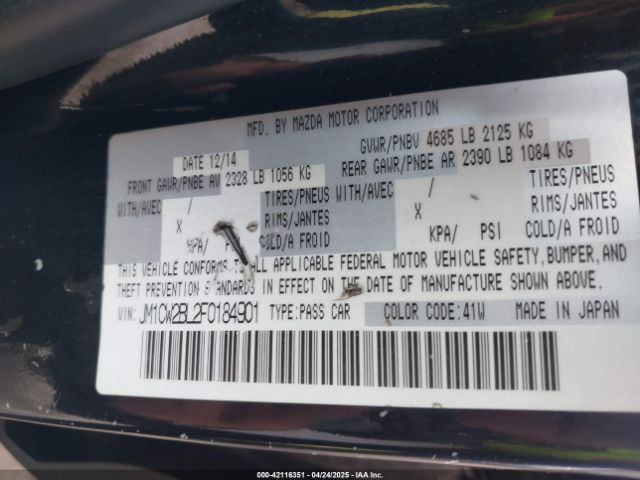 MFD. BY MAZDA MOTOR CORPORATION
DATE 12/14 GVWR/PNBV 4685 LB 2125 KG
FRONT GAWR/PNBE AV 2328 LB 1056 KG REAR GAWR/PNBE AR 2390 LB 1084 KG
WITH/AVEC / TIRES/PNEUS WITH/AVEC / TIRES/PNEUS
X RIMS/JANTES X RIMS/JANTES
KPA/ COLD/A FROID KPA/ PSI COLD/A FROID
THIS VEHICLE CONFORMS TO ALL APPLICABLE FEDERAL MOTOR VEHICLE SAFETY, BUMPER, AND
THEFT PREVENTION STANDARDS IN EFFECT ON THE DATE OF MANUFACTURE SHOWN ABOVE.
VIN: JM1CW2BL2F0184901 TYPE: PASS CAR COLOR CODE: 41W MADE IN JAPAN
000-42116351 - 04/24/2025 - IAAI, Inc.